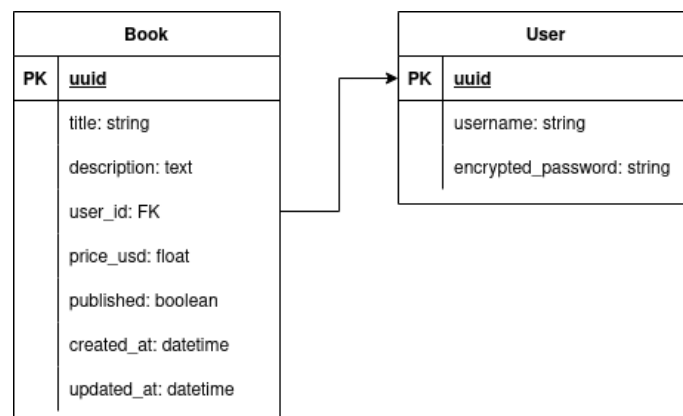 Book
PK uuid
title: string
description: text
user_id: FK
price_usd: float
published: boolean
created_at: datetime
updated_at: datetime
User
PK uuid
username: string
encrypted_password: string